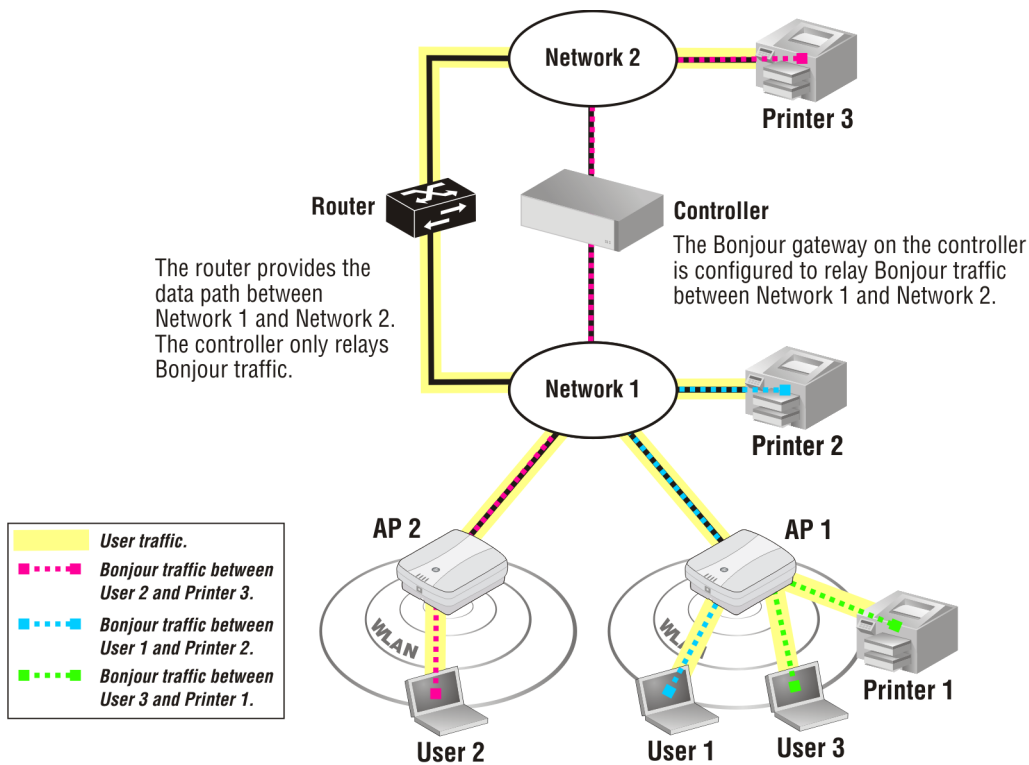 Network 2
Printer 3
Router
Controller
The Bonjour gateway on the controller
is configured to relay Bonjour traffic
between Network 1 and Network 2.
The router provides the
data path between
Network 1 and Network 2.
The controller only relays
Bonjour traffic.
Network 1
Printer 2
AP 2
AP 1
User traffic.
Bonjour traffic between
User 2 and Printer 3.
Bonjour traffic between
User 1 and Printer 2.
Bonjour traffic between
User 3 and Printer 1.
WLAN
Printer 1
User 2
User 1
User 3